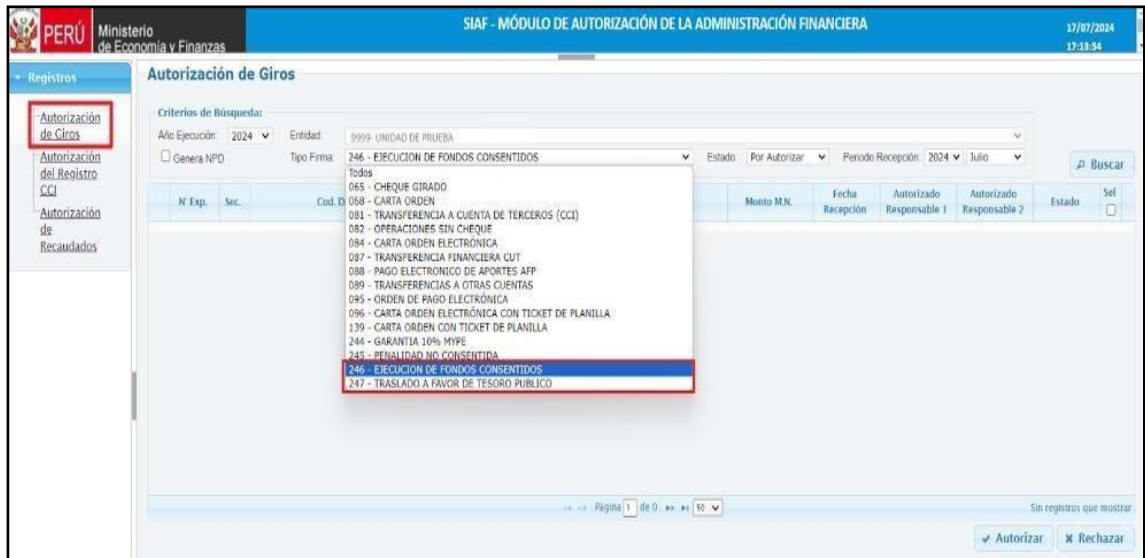 PERÚ Ministerio de Economía y Finanzas
SIAF - MÓDULO DE AUTORIZACIÓN DE LA ADMINISTRACIÓN FINANCIERA
17/07/2024
17:13:54
Registros
Autorización
de Giros
Autorización
del Registro
CCI
Autorización
de
Recaudados
Autorización de Giros
Criterios de Búsqueda:
Año Ejecución: 2024 Entidad 9999- UNIDAD DE PRUEBA
Genera NPD Tipo Firma: 246 - EJECUCION DE FONDOS CONSENTIDOS Estado: Por Autorizar Periodo Recepción 2024 Julio
Buscar
N° Exp. Sec. Cod. D Monto M.N. Fecha Recepción Autorizado Responsable 1 Autorizado Responsable 2 Estado Sel
Todos
065 - CHEQUE GIRADO
068 - CARTA ORDEN
081 - TRANSFERENCIA A CUENTA DE TERCEROS (CCI)
082 - OPERACIONES SIN CHEQUE
084 - CARTA ORDEN ELECTRÓNICA
087 - TRANSFERENCIA FINANCIERA CUT
088 - PAGO ELECTRONICO DE APORTES AFP
089 - TRANSFERENCIAS A OTRAS CUENTAS
095 - ORDEN DE PAGO ELECTRÓNICA
096 - CARTA ORDEN ELECTRÓNICA CON TICKET DE PLANILLA
139 - CARTA ORDEN CON TICKET DE PLANILLA
244 - GARANTIA 10% MYPE
245 - PENALIDAD NO CONSENTIDA
246 - EJECUCION DE FONDOS CONSENTIDOS
247 - TRASLADO A FAVOR DE TESORO PUBLICO
Página 1 de 0 50
Sin registros que mostrar
Autorizar Rechazar